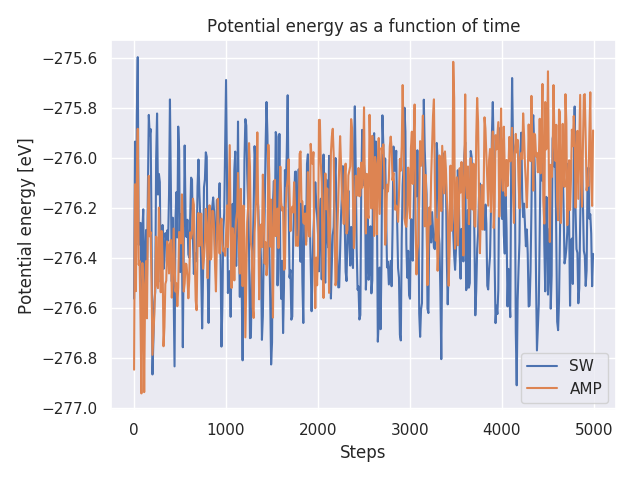 Potential energy as a function of time
Potential energy [eV]
−275.6
−275.8
−276.0
−276.2
−276.4
−276.6
−276.8
−277.0
0 1000 2000 3000 4000 5000
Steps
SW
AMP